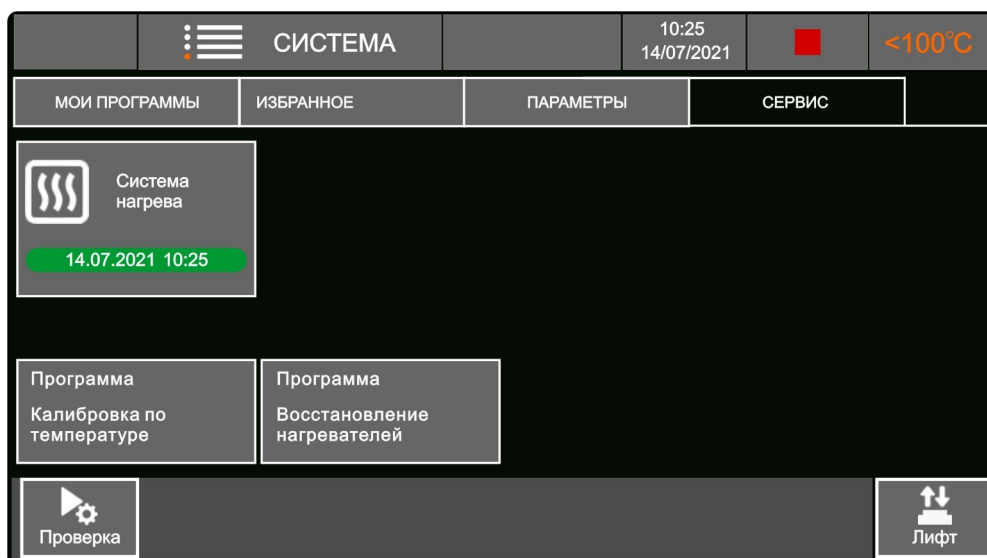 СИСТЕМА
10:25
14/07/2021
<100°C
МОИ ПРОГРАММЫ
ИЗБРАННОЕ
ПАРАМЕТРЫ
СЕРВИС
Система
нагрева
14.07.2021 10:25
Программа
Калибровка по
температуре
Программа
Восстановление
нагревателей
Проверка
Лифт